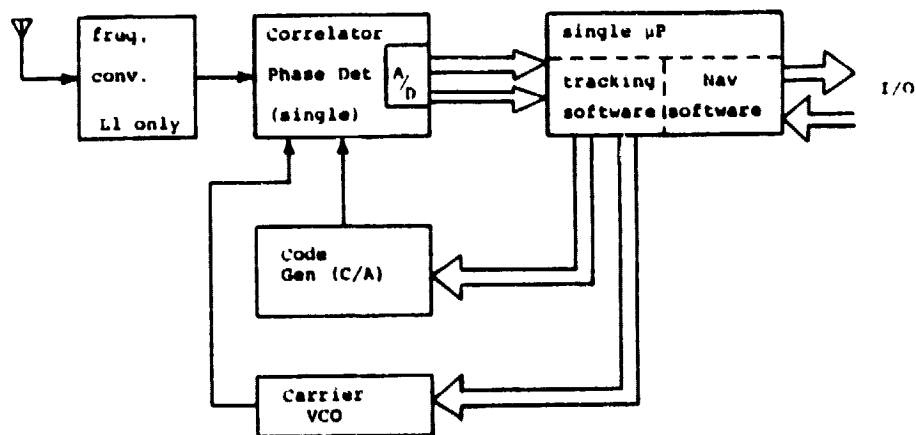 freq.
conv.
L1 only
Correlator
Phase Det
(single)
A/D
single µP
tracking
software
Nav
software
I/O
Code
Gen (C/A)
Carrier
VCO